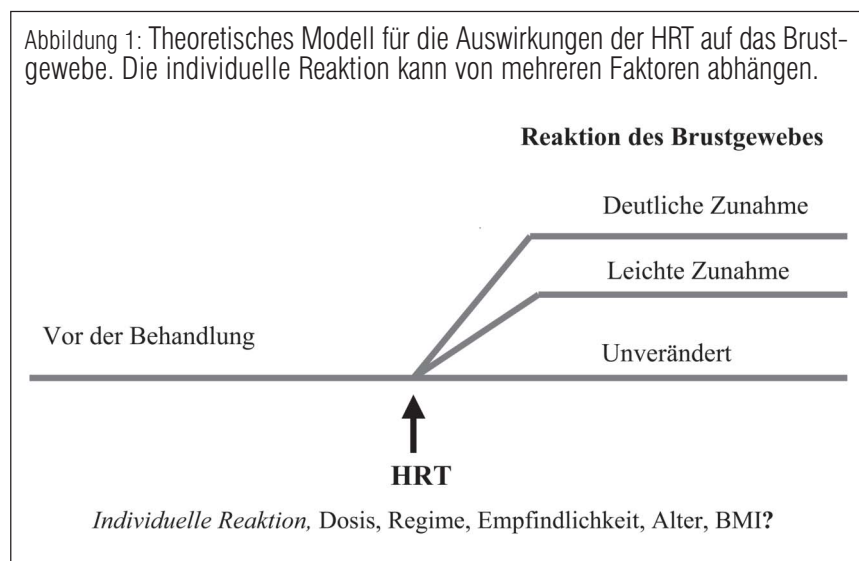 Abbildung 1: Theoretisches Modell für die Auswirkungen der HRT auf das Brust-
gewebe. Die individuelle Reaktion kann von mehreren Faktoren abhängen.
Reaktion des Brustgewebes
Deutliche Zunahme
Leichte Zunahme
Vor der Behandlung
Unverändert
HRT
Individuelle Reaktion, Dosis, Regime, Empfindlichkeit, Alter, BMI?